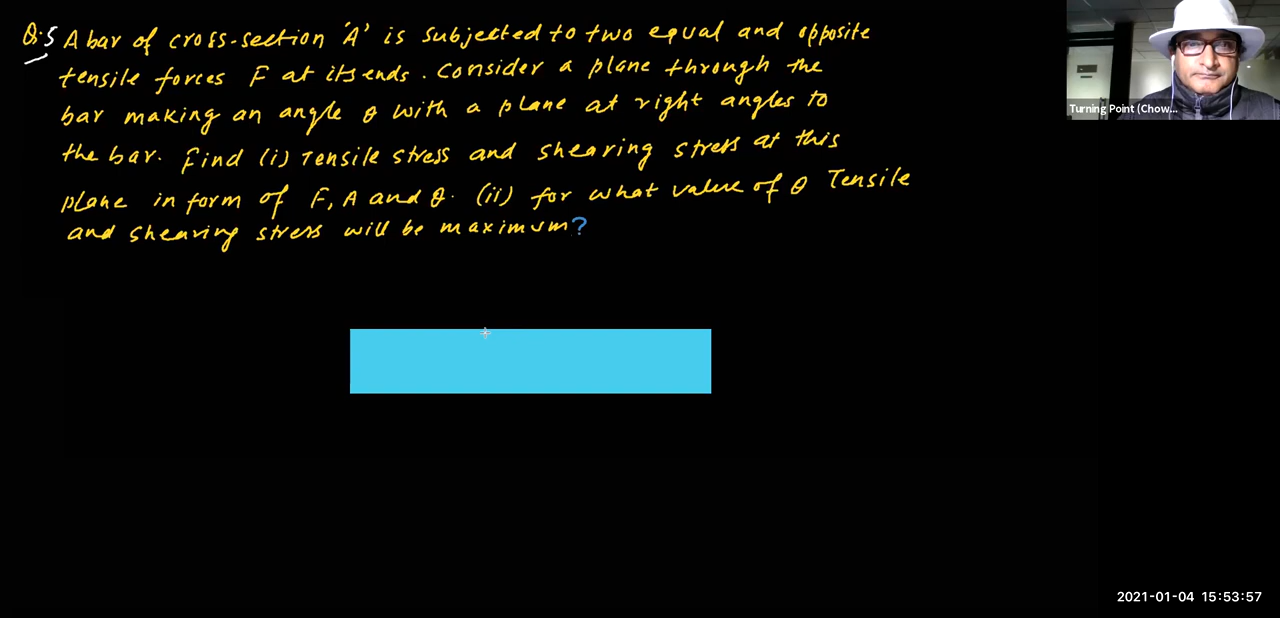 Q.5 A bar of cross-section 'A' is subjected to two equal and opposite
tensile forces F at its ends. Consider a plane through the
bar making an angle θ with a plane at right angles to
the bar. Find (i) Tensile stress and shearing stress at this
plane in form of F, A and θ. (ii) for what value of θ Tensile
and shearing stress will be maximum?
Turning Point (Chow...
2021-01-04 15:53:57